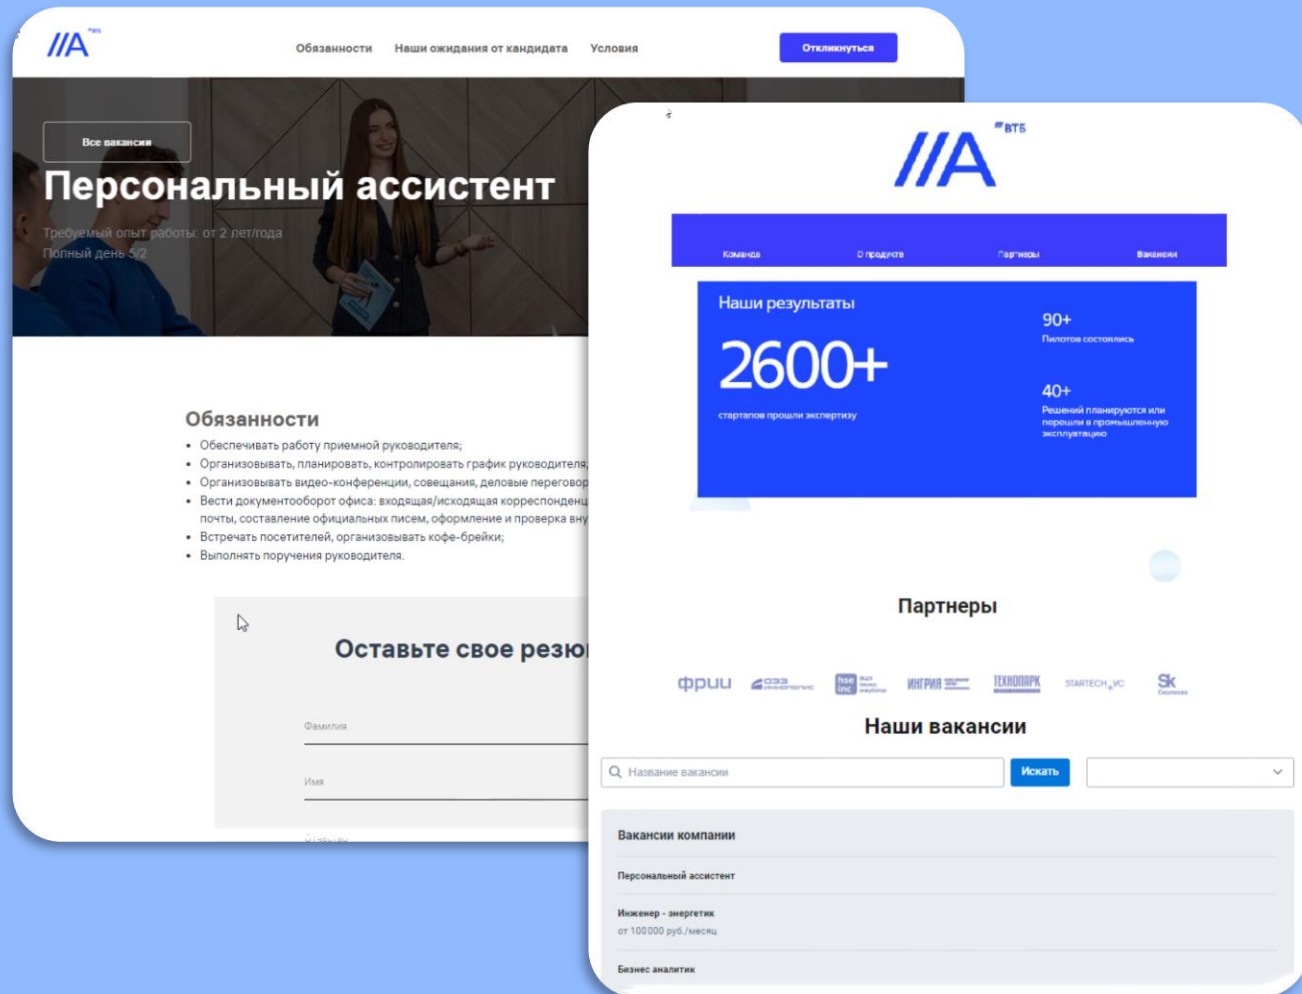 //A
ВТБ
Обязанности
Наши ожидания от кандидата
Условия
Откликнуться
Все вакансии
Персональный ассистент
Требуемый опыт работы: от 2 лет/года
Полный день 5/2
Обязанности
• Обеспечивать работу приемной руководителя;
• Организовывать, планировать, контролировать график руководителя;
• Организовывать видео-конференции, совещания, деловые переговор
• Вести документооборот офиса: входящая/исходящая корреспонденц
почты, составление официальных писем, оформление и проверка вну
• Встречать посетителей, организовывать кофе-брейки;
• Выполнять поручения руководителя.
Оставьте свое резю
Фамилия
Имя
//A
ВТБ
Команда
О продукте
Партнеры
Вакансии
Наши результаты
2600+
стартапов прошли экспертизу
90+
Пилотов состоялись
40+
Решений планируются или
перешли в промышленную
эксплуатацию
Партнеры
фрии
ОЭЗ
ИННОПОЛИС
hse
inc
ИНГРИЯ
ТЕХНОПАРК
STARTECH.VC
Sk
Сколково
Наши вакансии
Название вакансии
Искать
Вакансии компании
Персональный ассистент
Инженер - энергетик
от 100000 руб./месяц
Бизнес аналитик